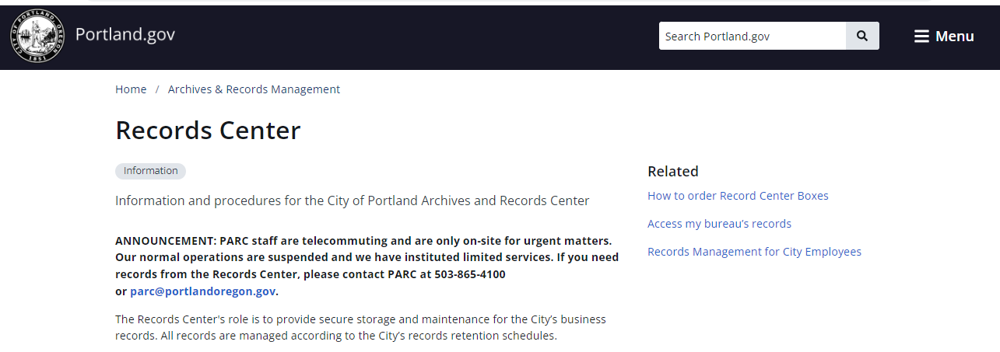 CITY OF PORTLAND, OREGON
1851
Portland.gov
Search Portland.gov
Menu
Home / Archives & Records Management
Records Center
Information
Information and procedures for the City of Portland Archives and Records Center
ANNOUNCEMENT: PARC staff are telecommuting and are only on-site for urgent matters.
Our normal operations are suspended and we have instituted limited services. If you need
records from the Records Center, please contact PARC at 503-865-4100
or parc@portlandoregon.gov.
The Records Center's role is to provide secure storage and maintenance for the City’s business
records. All records are managed according to the City’s records retention schedules.
Related
How to order Record Center Boxes
Access my bureau’s records
Records Management for City Employees